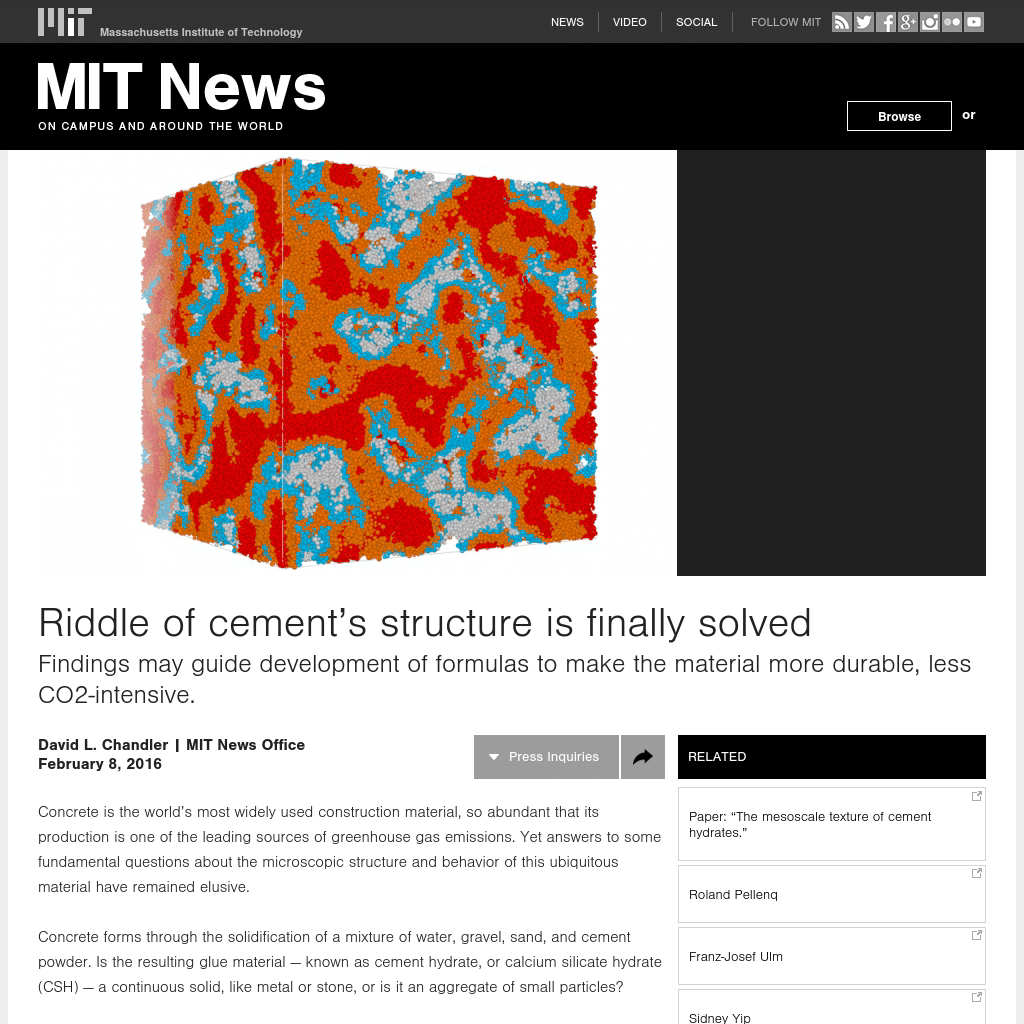 Massachusetts Institute of Technology
NEWS
VIDEO
SOCIAL
FOLLOW MIT
MIT News
ON CAMPUS AND AROUND THE WORLD
Browse
or
Riddle of cement’s structure is finally solved
Findings may guide development of formulas to make the material more durable, less
CO2-intensive.
David L. Chandler | MIT News Office
February 8, 2016
Press Inquiries
Concrete is the world’s most widely used construction material, so abundant that its
production is one of the leading sources of greenhouse gas emissions. Yet answers to some
fundamental questions about the microscopic structure and behavior of this ubiquitous
material have remained elusive.
Concrete forms through the solidification of a mixture of water, gravel, sand, and cement
powder. Is the resulting glue material — known as cement hydrate, or calcium silicate hydrate
(CSH) — a continuous solid, like metal or stone, or is it an aggregate of small particles?
RELATED
Paper: “The mesoscale texture of cement
hydrates.”
Roland Pellenq
Franz-Josef Ulm
Sidney Yip